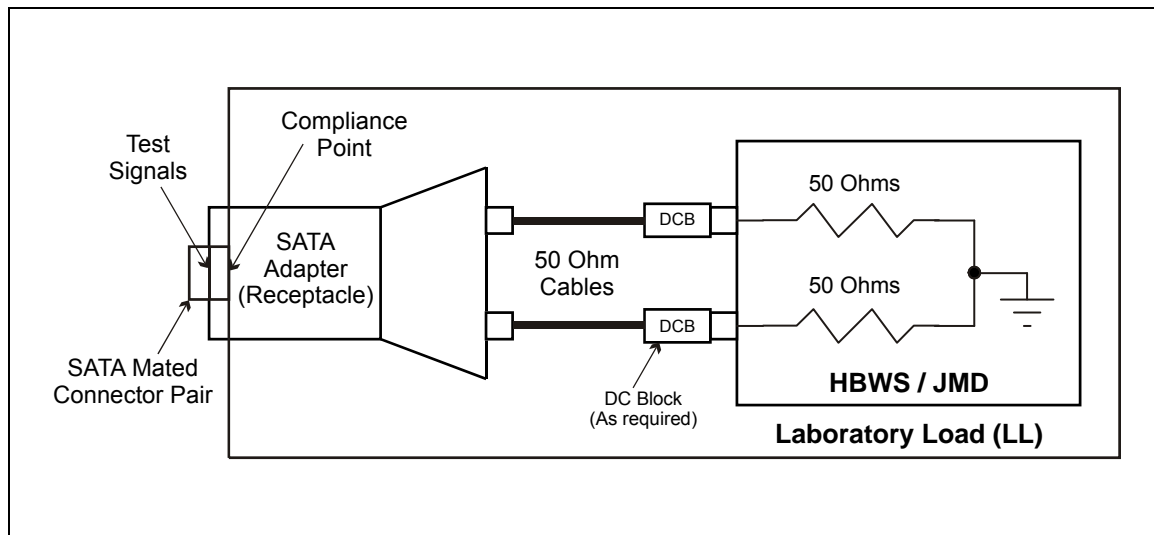 Test
Signals
Compliance
Point
SATA
Adapter
(Receptacle)
SATA Mated
Connector Pair
50 Ohm
Cables
DCB
DCB
DC Block
(As required)
50 Ohms
50 Ohms
HBWS / JMD
Laboratory Load (LL)